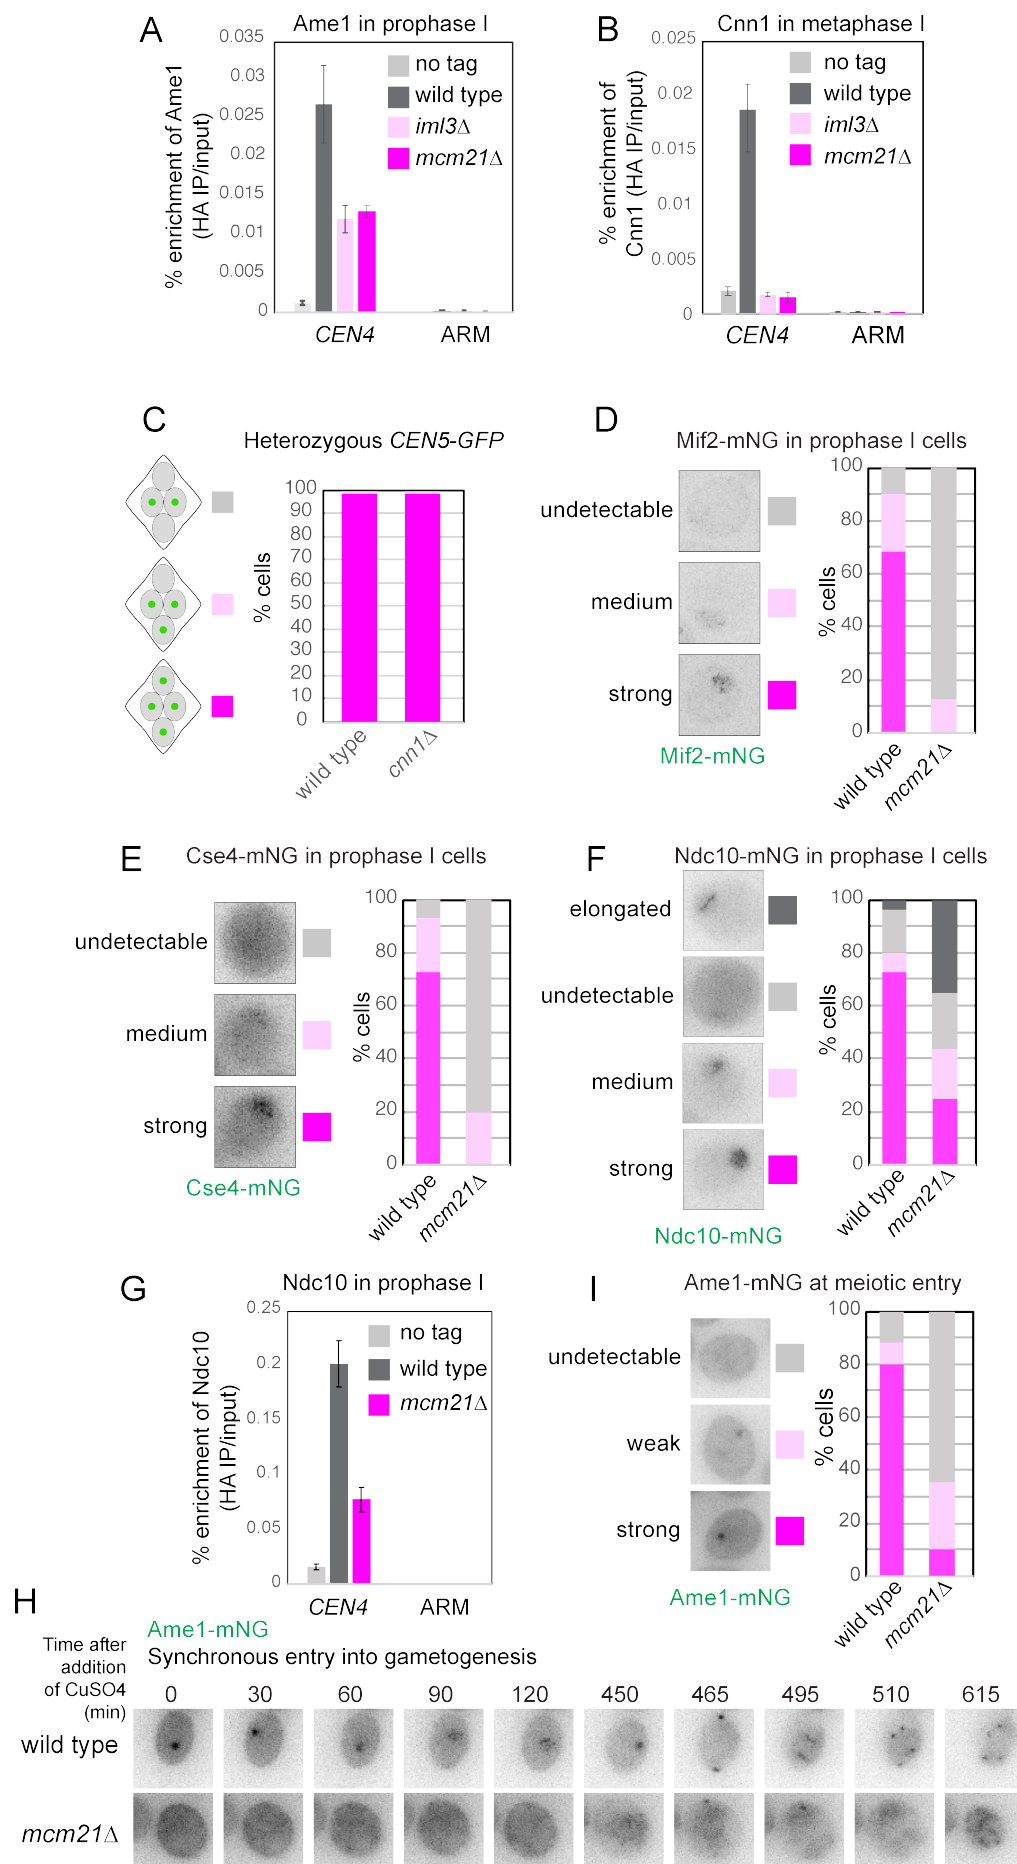 A
Ame1 in prophase I
% enrichment of Ame1
(HA IP/input)
0.035
0.03
0.025
0.02
0.015
0.01
0.005
0
no tag
wild type
iml3Δ
mcm21Δ
CEN4
ARM
B
Cnn1 in metaphase I
% enrichment of
Cnn1 (HA IP/input)
0.025
0.02
0.015
0.01
0.005
0
no tag
wild type
iml3Δ
mcm21Δ
CEN4
ARM
C
Heterozygous CEN5-GFP
% cells
100
90
80
70
60
50
40
30
20
10
0
wild type
cnn1Δ
D
Mif2-mNG in prophase I cells
undetectable
medium
strong
Mif2-mNG
% cells
100
80
60
40
20
0
wild type
mcm21Δ
E
Cse4-mNG in prophase I cells
undetectable
medium
strong
Cse4-mNG
% cells
100
80
60
40
20
0
wild type
mcm21Δ
F
Ndc10-mNG in prophase I cells
elongated
undetectable
medium
strong
Ndc10-mNG
% cells
100
80
60
40
20
0
wild type
mcm21Δ
G
Ndc10 in prophase I
% enrichment of Ndc10
(HA IP/input)
0.25
0.2
0.15
0.1
0.05
0
no tag
wild type
mcm21Δ
CEN4
ARM
I
Ame1-mNG at meiotic entry
undetectable
weak
strong
Ame1-mNG
% cells
100
80
60
40
20
0
wild type
mcm21Δ
H
Ame1-mNG
Synchronous entry into gametogenesis
Time after
addition
of CuSO4
(min)
0 30 60 90 120 450 465 495 510 615
wild type
mcm21Δ